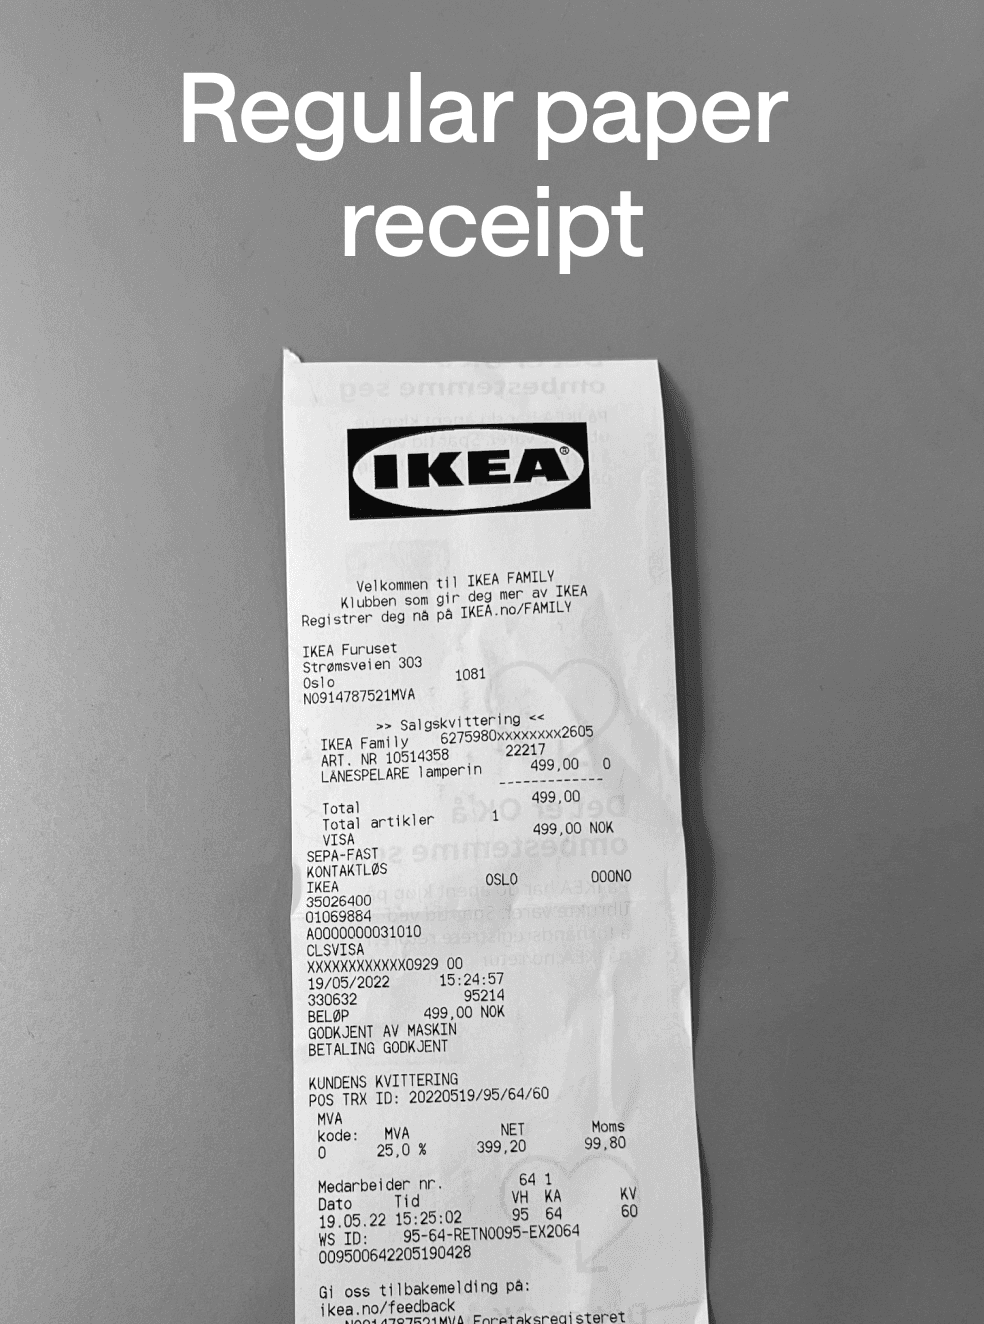 Regular paper
receipt
IKEA®
Velkommen til IKEA FAMILY
Klubben som gir deg mer av IKEA
Registrer deg nå på IKEA.no/FAMILY
IKEA Furuset
Strømsveien 303
Oslo 1081
NO914787521MVA
>> Salgskvittering <<
IKEA Family 6275980xxxxxxxx2605
ART. NR 10514358 22217
LÅNESPELARE lamperin 499,00 0
-------------
Total 499,00
Total artikler 1
VISA 499,00 NOK
SEPA-FAST
KONTAKTLØS
IKEA OSLO 000NO
35026400
01069884
A0000000031010
CLSVISA
XXXXXXXXXXXX0929 00
19/05/2022 15:24:57
330632 95214
BELØP 499,00 NOK
GODKJENT AV MASKIN
BETALING GODKJENT
KUNDENS KVITTERING
POS TRX ID: 20220519/95/64/60
MVA
kode: MVA NET Moms
0 25,0 % 399,20 99,80
Medarbeider nr. 64 1
Dato Tid VH KA KV
19.05.22 15:25:02 95 64 60
WS ID: 95-64-RETNO095-EX2064
009500642205190428
Gi oss tilbakemelding på:
ikea.no/feedback
NO914787521MVA Foretaksregisteret